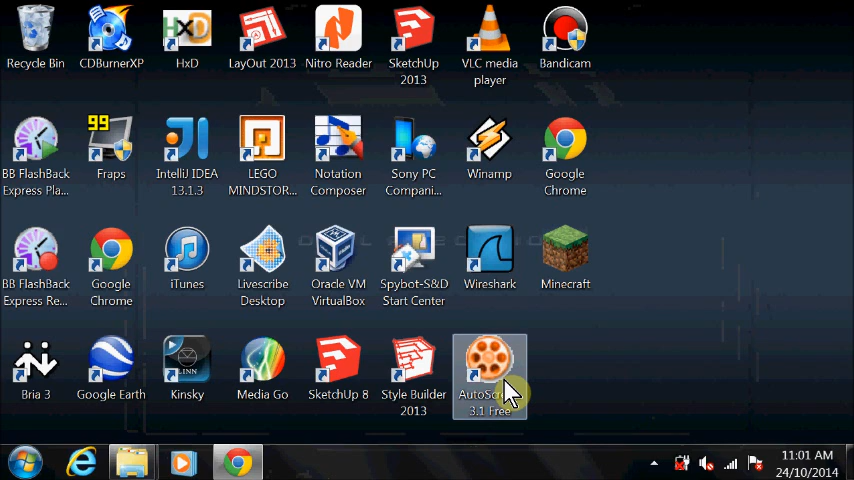 Recycle Bin
CDBurnerXP
HxD
LayOut 2013
Nitro Reader
SketchUp
2013
VLC media
player
Bandicam
99
BB FlashBack
Express Pla...
Fraps
IntelliJ IDEA
13.1.3
LEGO
MINDSTOR...
Notation
Composer
Sony PC
Compani...
Winamp
Google
Chrome
BB FlashBack
Express Re...
Google
Chrome
iTunes
Livescribe
Desktop
Oracle VM
VirtualBox
Spybot-S&D
Start Center
Wireshark
Minecraft
Bria 3
Google Earth
LINN
Kinsky
Media Go
SketchUp 8
Style Builder
2013
3.1 Free
11:01 AM
24/10/2014